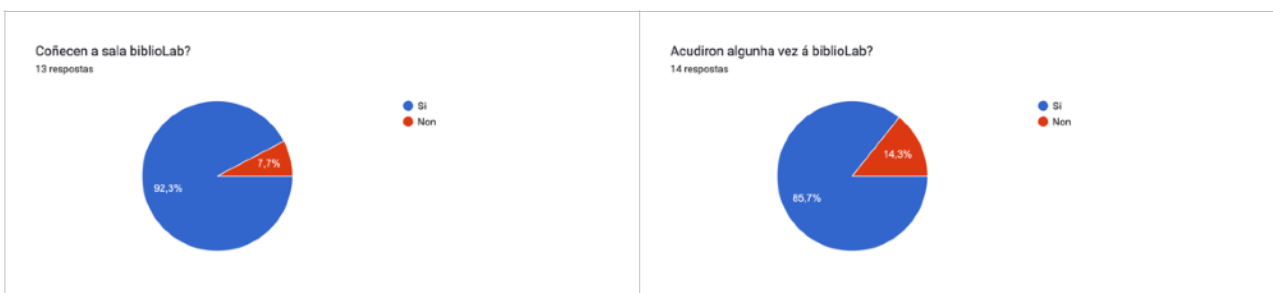 Coñecen a sala biblioLab?
13 respostas
Si
Non
7,7%
92,3%
Acudiron algunha vez á biblioLab?
14 respostas
Si
Non
14,3%
85,7%